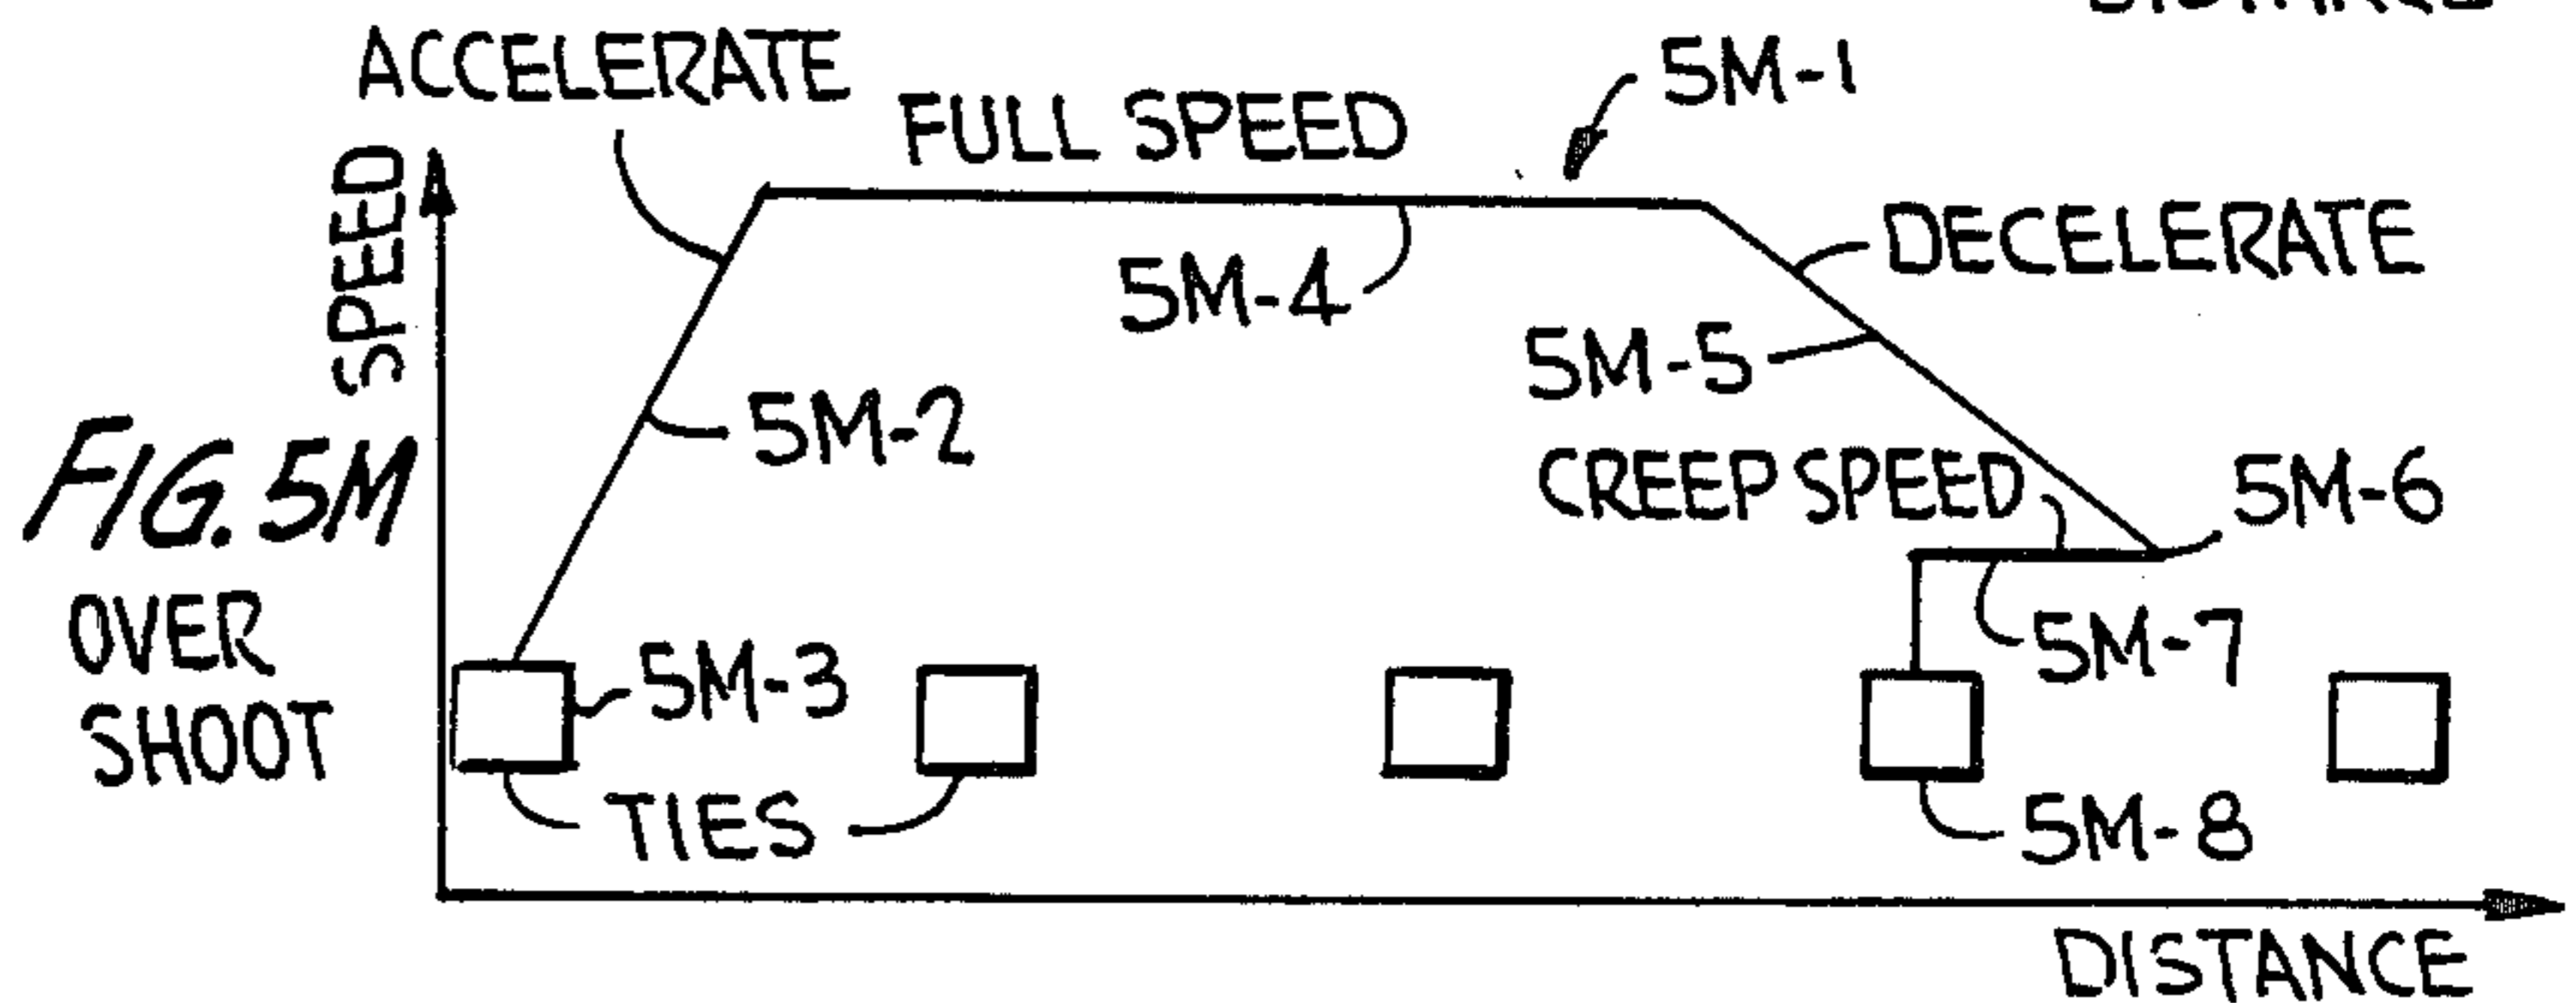 ACCELERATE
FULL SPEED
5M-1
SPEED
DECELERATE
5M-4
5M-5
5M-2
CREEP SPEED
5M-6
FIG. 5M
OVER
SHOOT
5M-7
5M-3
TIES
5M-8
DISTANCE